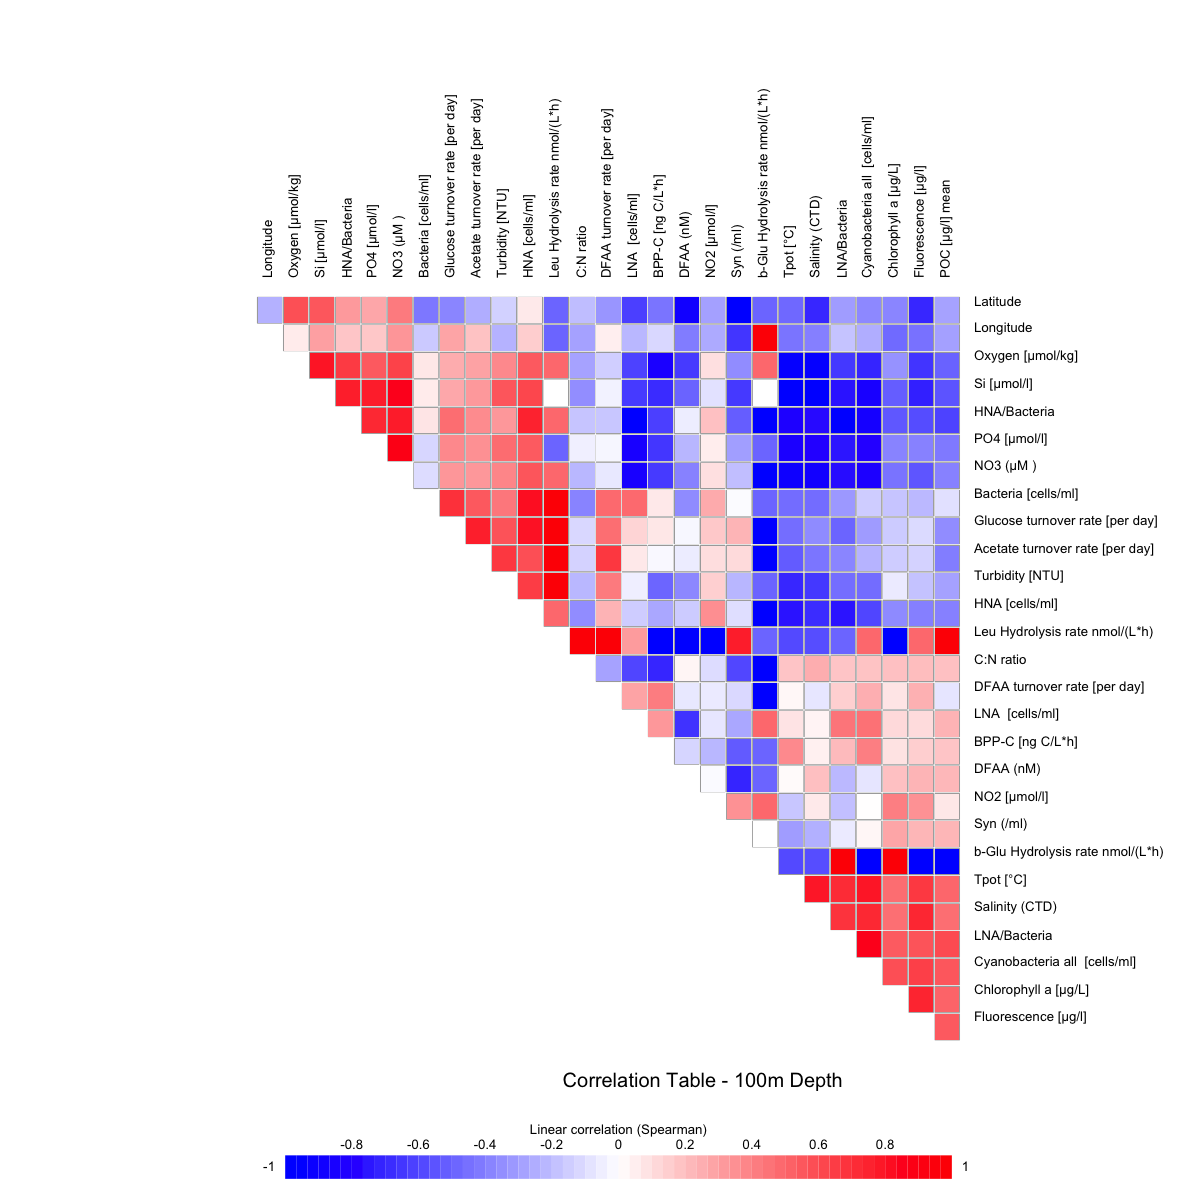 Longitude
Oxygen [µmol/kg]
Si [µmol/l]
HNA/Bacteria
PO4 [µmol/l]
NO3 (µM )
Bacteria [cells/ml]
Glucose turnover rate [per day]
Acetate turnover rate [per day]
Turbidity [NTU]
HNA [cells/ml]
Leu Hydrolysis rate nmol/(L*h)
C:N ratio
DFAA turnover rate [per day]
LNA  [cells/ml]
BPP-C [ng C/L*h]
DFAA (nM)
NO2 [µmol/l]
Syn (/ml)
b-Glu Hydrolysis rate nmol/(L*h)
Tpot [°C]
Salinity (CTD)
LNA/Bacteria
Cyanobacteria all  [cells/ml]
Chlorophyll a [µg/L]
Fluorescence [µg/l]
POC [µg/l] mean
Latitude
Longitude
Oxygen [µmol/kg]
Si [µmol/l]
HNA/Bacteria
PO4 [µmol/l]
NO3 (µM )
Bacteria [cells/ml]
Glucose turnover rate [per day]
Acetate turnover rate [per day]
Turbidity [NTU]
HNA [cells/ml]
Leu Hydrolysis rate nmol/(L*h)
C:N ratio
DFAA turnover rate [per day]
LNA  [cells/ml]
BPP-C [ng C/L*h]
DFAA (nM)
NO2 [µmol/l]
Syn (/ml)
b-Glu Hydrolysis rate nmol/(L*h)
Tpot [°C]
Salinity (CTD)
LNA/Bacteria
Cyanobacteria all  [cells/ml]
Chlorophyll a [µg/L]
Fluorescence [µg/l]
Correlation Table - 100m Depth
Linear correlation (Spearman)
-0.8 -0.6 -0.4 -0.2 0 0.2 0.4 0.6 0.8
-1 1